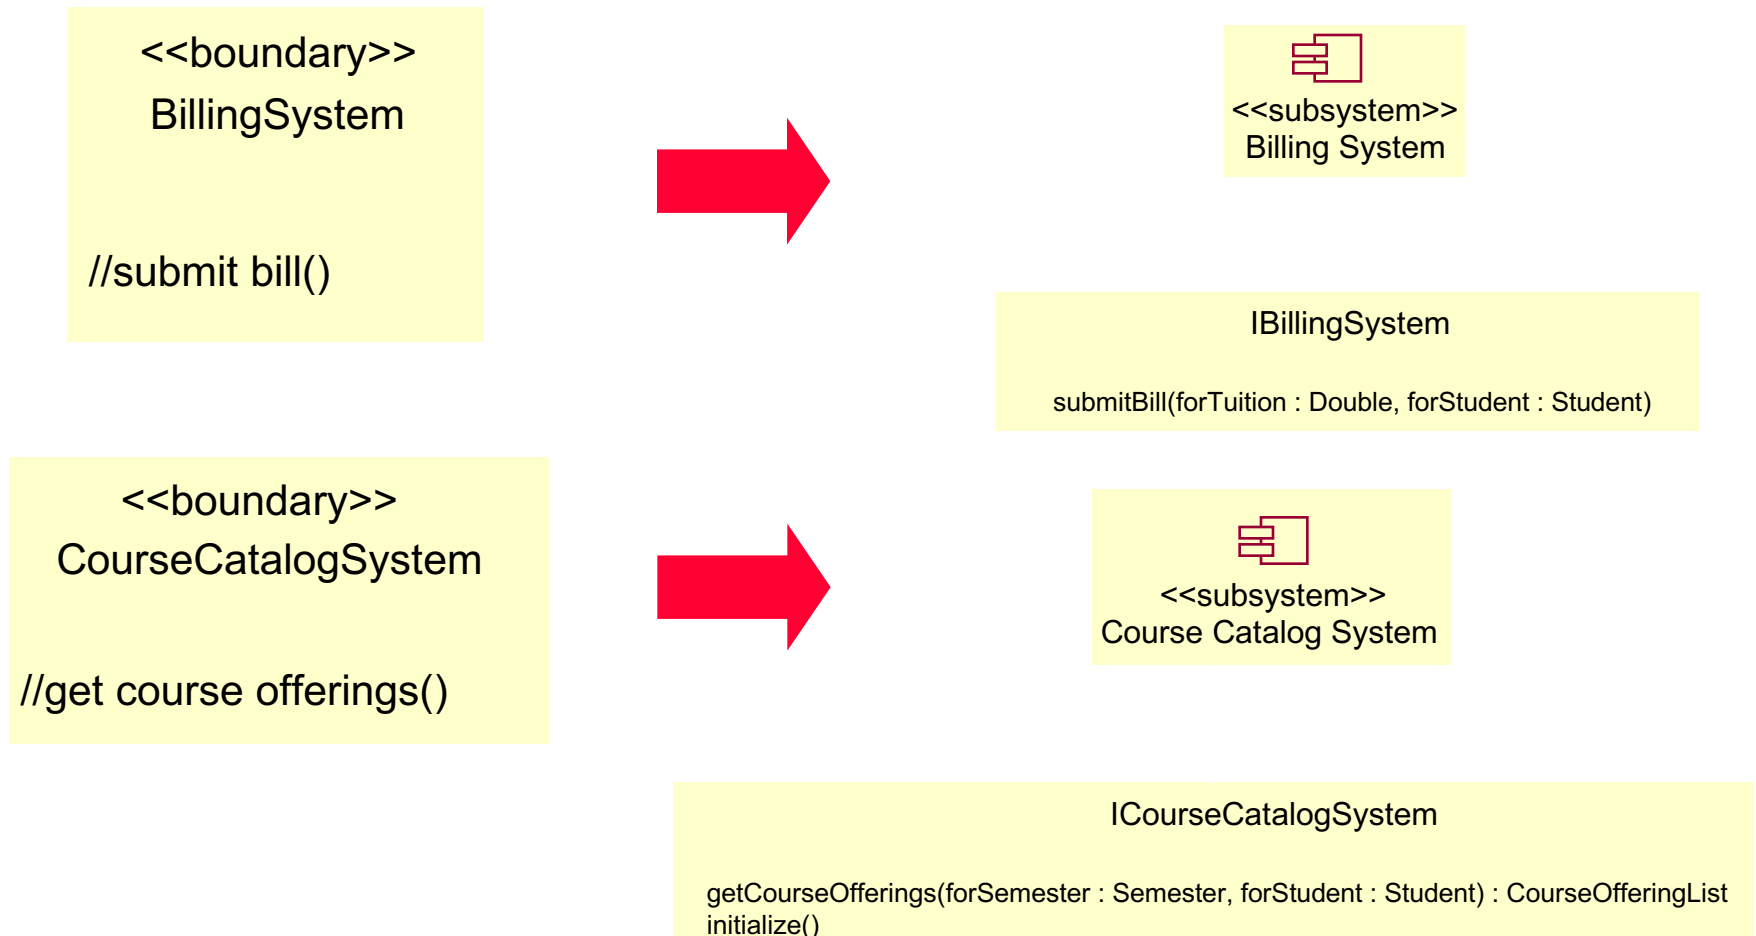 <<boundary>>
BillingSystem
//submit bill()
<<subsystem>>
Billing System
IBillingSystem
submitBill(forTuition : Double, forStudent : Student)
<<boundary>>
CourseCatalogSystem
//get course offerings()
<<subsystem>>
Course Catalog System
ICourseCatalogSystem
getCourseOfferings(forSemester : Semester, forStudent : Student) : CourseOfferingList
initialize()